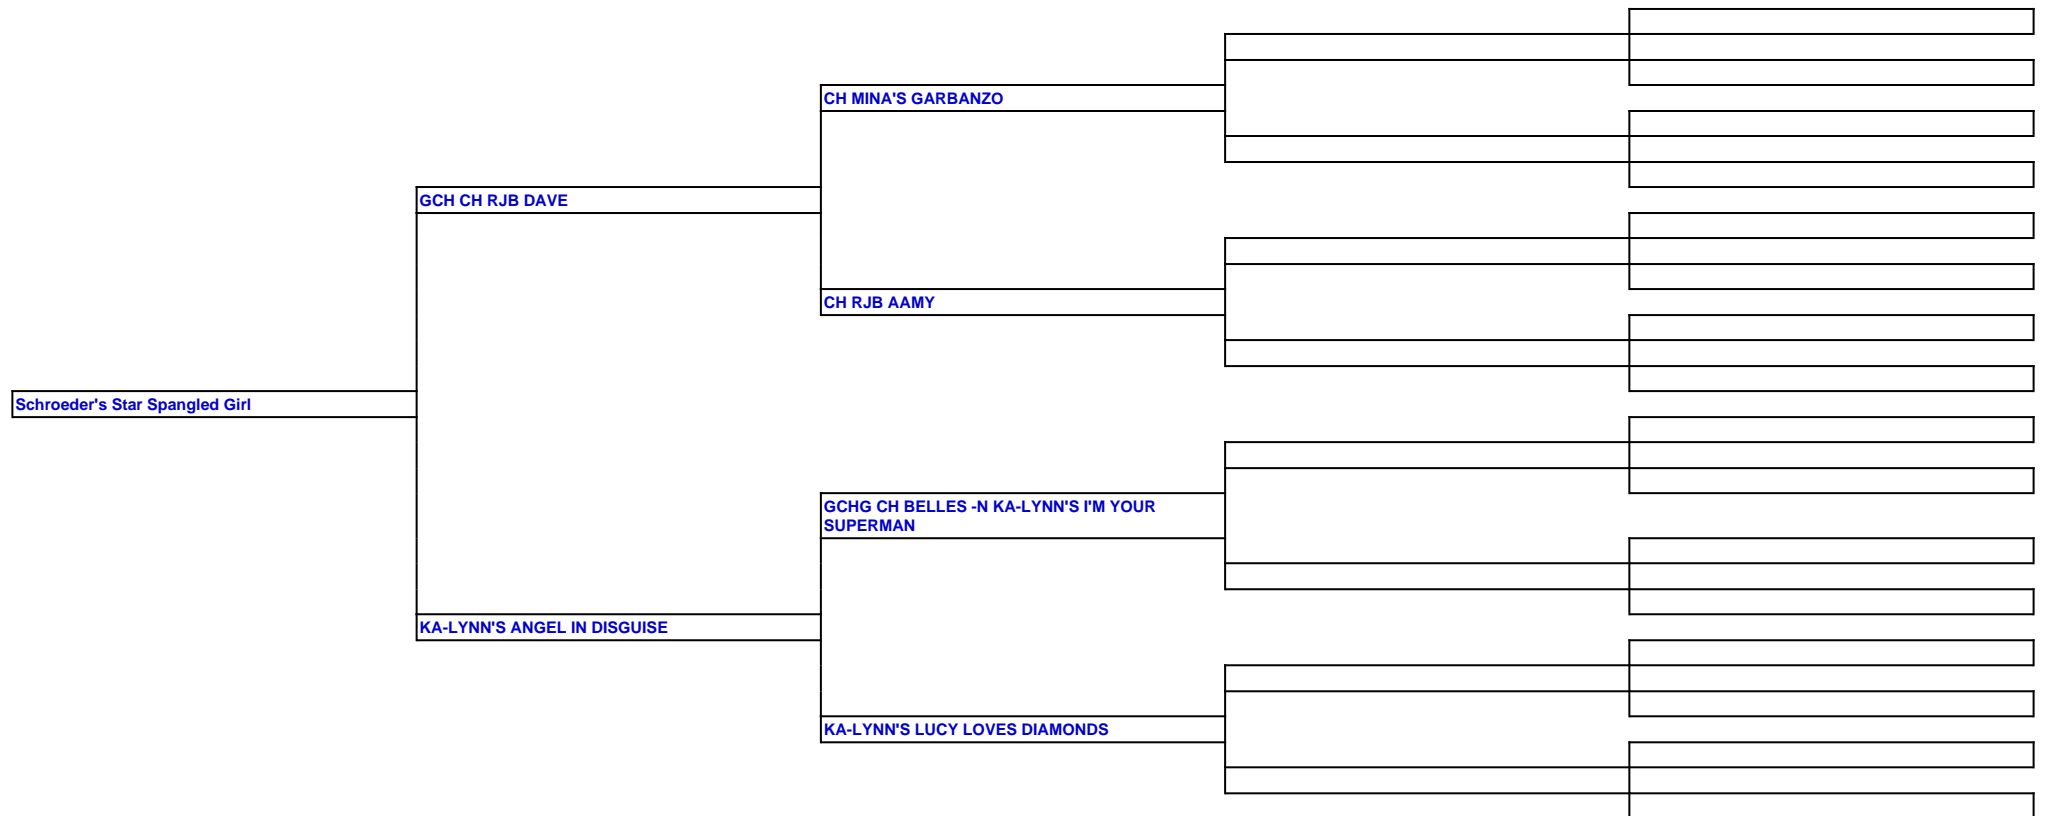 CH MINA'S GARBANZO
GCH CH RJB DAVE
CH RJB AAMY
Schroeder's Star Spangled Girl
GCHG CH BELLES -N KA-LYNN'S I'M YOUR
SUPERMAN
KA-LYNN'S ANGEL IN DISGUISE
KA-LYNN'S LUCY LOVES DIAMONDS